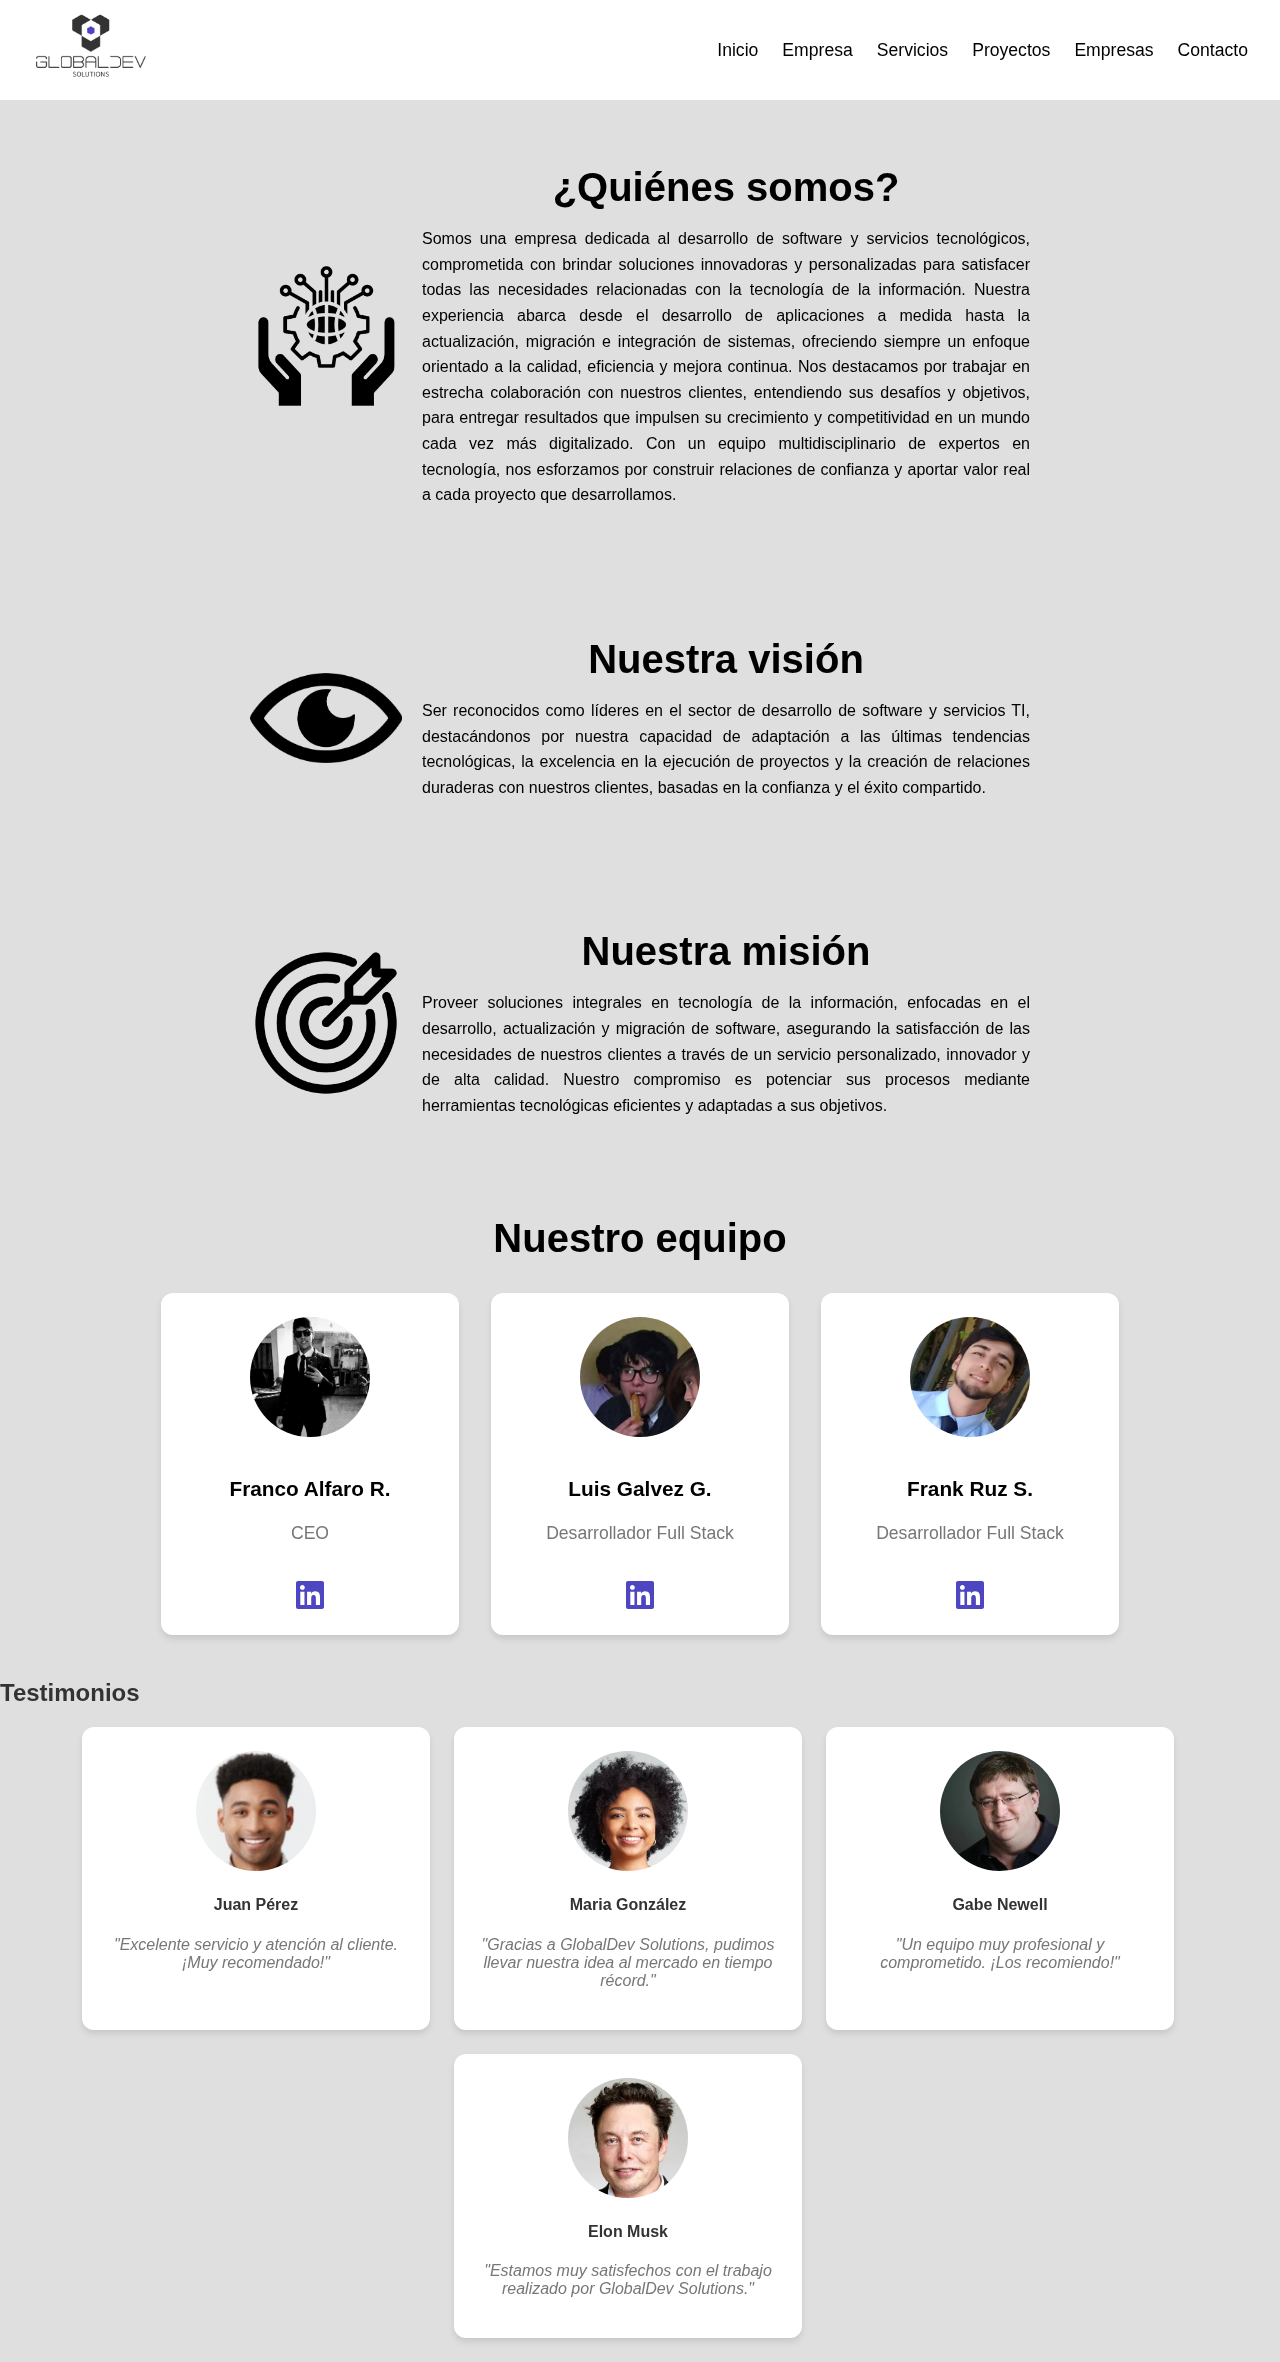 GLOBALDEV
SOLUTIONS
Inicio Empresa Servicios Proyectos Empresas Contacto
¿Quiénes somos?
Somos una empresa dedicada al desarrollo de software y servicios tecnológicos,
comprometida con brindar soluciones innovadoras y personalizadas para satisfacer
todas las necesidades relacionadas con la tecnología de la información. Nuestra
experiencia abarca desde el desarrollo de aplicaciones a medida hasta la
actualización, migración e integración de sistemas, ofreciendo siempre un enfoque
orientado a la calidad, eficiencia y mejora continua. Nos destacamos por trabajar en
estrecha colaboración con nuestros clientes, entendiendo sus desafíos y objetivos,
para entregar resultados que impulsen su crecimiento y competitividad en un mundo
cada vez más digitalizado. Con un equipo multidisciplinario de expertos en
tecnología, nos esforzamos por construir relaciones de confianza y aportar valor real
a cada proyecto que desarrollamos.
Nuestra visión
Ser reconocidos como líderes en el sector de desarrollo de software y servicios TI,
destacándonos por nuestra capacidad de adaptación a las últimas tendencias
tecnológicas, la excelencia en la ejecución de proyectos y la creación de relaciones
duraderas con nuestros clientes, basadas en la confianza y el éxito compartido.
Nuestra misión
Proveer soluciones integrales en tecnología de la información, enfocadas en el
desarrollo, actualización y migración de software, asegurando la satisfacción de las
necesidades de nuestros clientes a través de un servicio personalizado, innovador y
de alta calidad. Nuestro compromiso es potenciar sus procesos mediante
herramientas tecnológicas eficientes y adaptadas a sus objetivos.
Nuestro equipo
Franco Alfaro R.
CEO
in
Luis Galvez G.
Desarrollador Full Stack
in
Frank Ruz S.
Desarrollador Full Stack
in
Testimonios
Juan Pérez
"Excelente servicio y atención al cliente.
¡Muy recomendado!"
Maria González
"Gracias a GlobalDev Solutions, pudimos
llevar nuestra idea al mercado en tiempo
récord."
Gabe Newell
"Un equipo muy profesional y
comprometido. ¡Los recomiendo!"
Elon Musk
"Estamos muy satisfechos con el trabajo
realizado por GlobalDev Solutions."